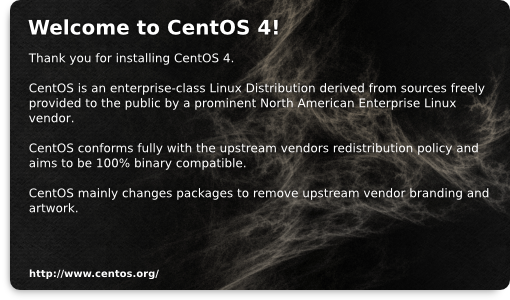 Welcome to CentOS 4!
Thank you for installing CentOS 4.
CentOS is an enterprise-class Linux Distribution derived from sources freely
provided to the public by a prominent North American Enterprise Linux
vendor.
CentOS conforms fully with the upstream vendors redistribution policy and
aims to be 100% binary compatible.
CentOS mainly changes packages to remove upstream vendor branding and
artwork.
http://www.centos.org/